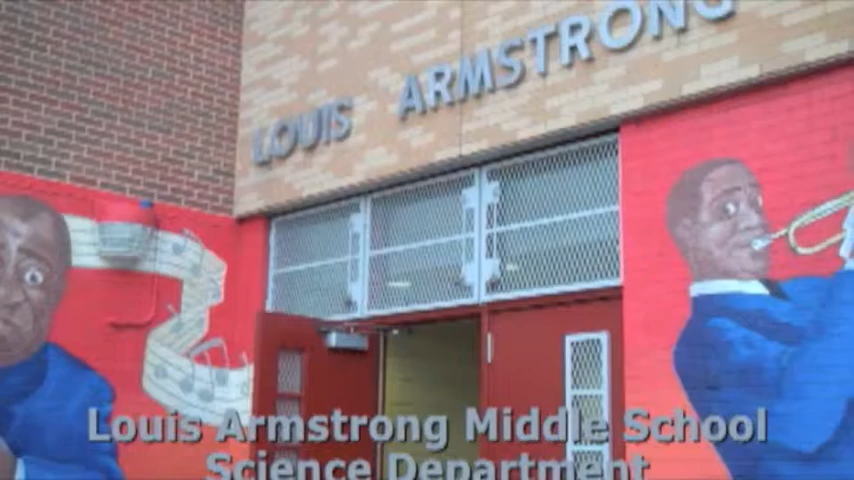 LOUIS ARMSTRONG
Louis Armstrong Middle School
Science Department